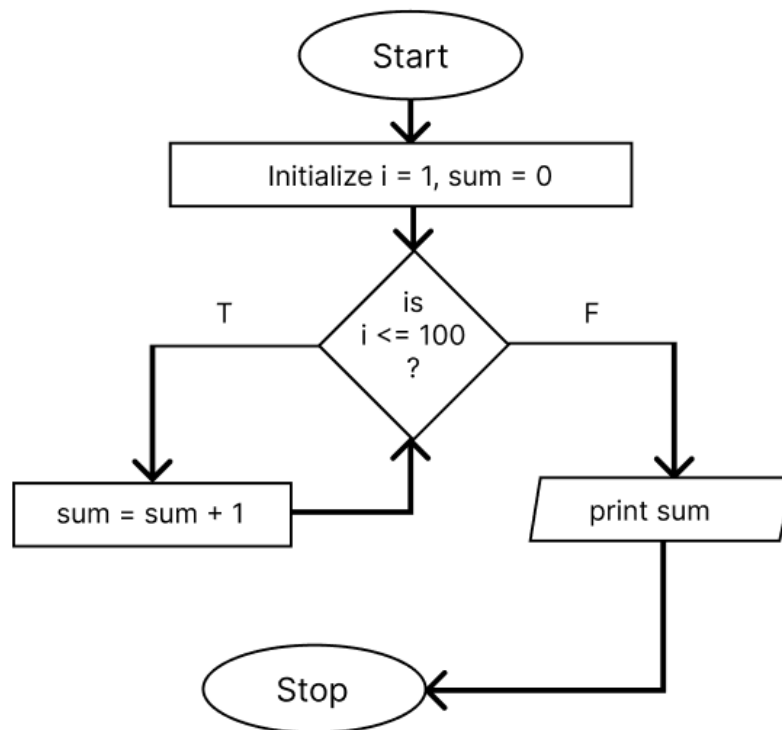 Start
Initialize i = 1, sum = 0
is
i <= 100
?
T
F
sum = sum + 1
print sum
Stop